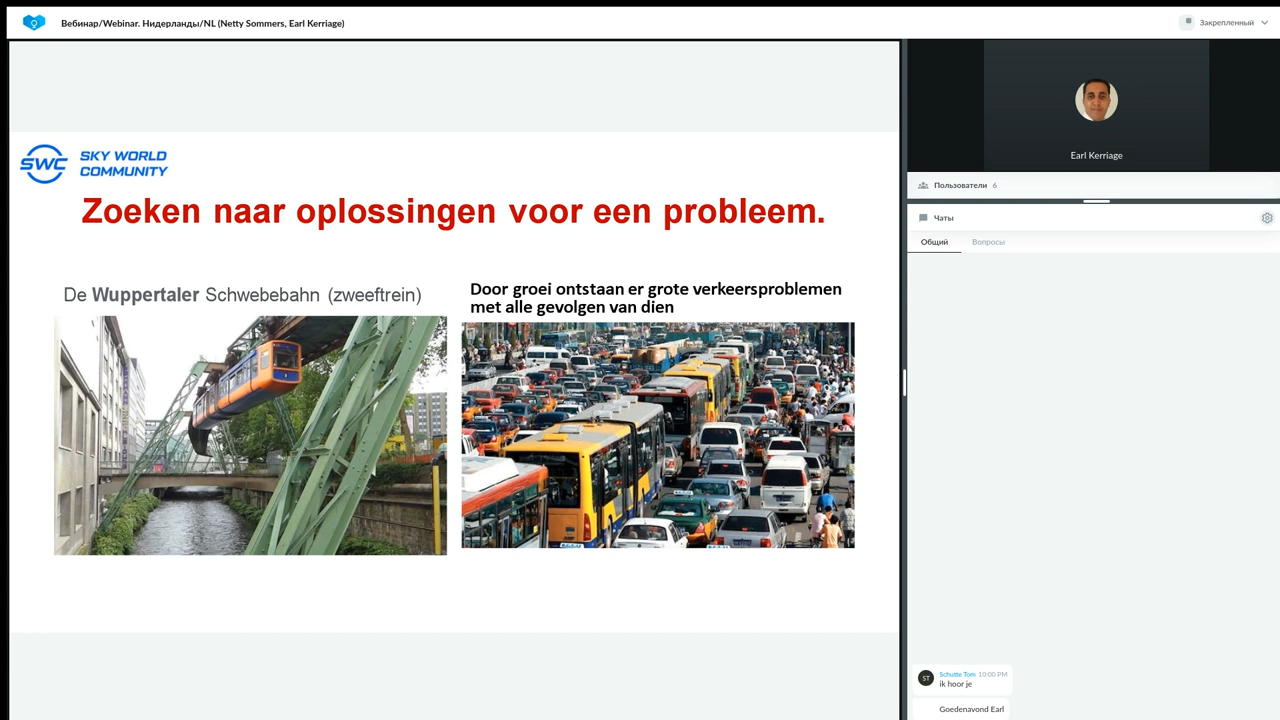 Вебинар/Webinar. Нидерланды/NL (Netty Sommers, Earl Kerriage)
Закрепленный
SWC SKY WORLD
COMMUNITY
Zoeken naar oplossingen voor een probleem.
De Wuppertaler Schwebebahn (zweeftrein)
Door groei ontstaan er grote verkeersproblemen
met alle gevolgen van dien
Earl Kerriage
Пользователи 6
Чаты
Общий Вопросы
ST
Schutte Tom 10:00 PM
ik hoor je
Goedenavond Earl